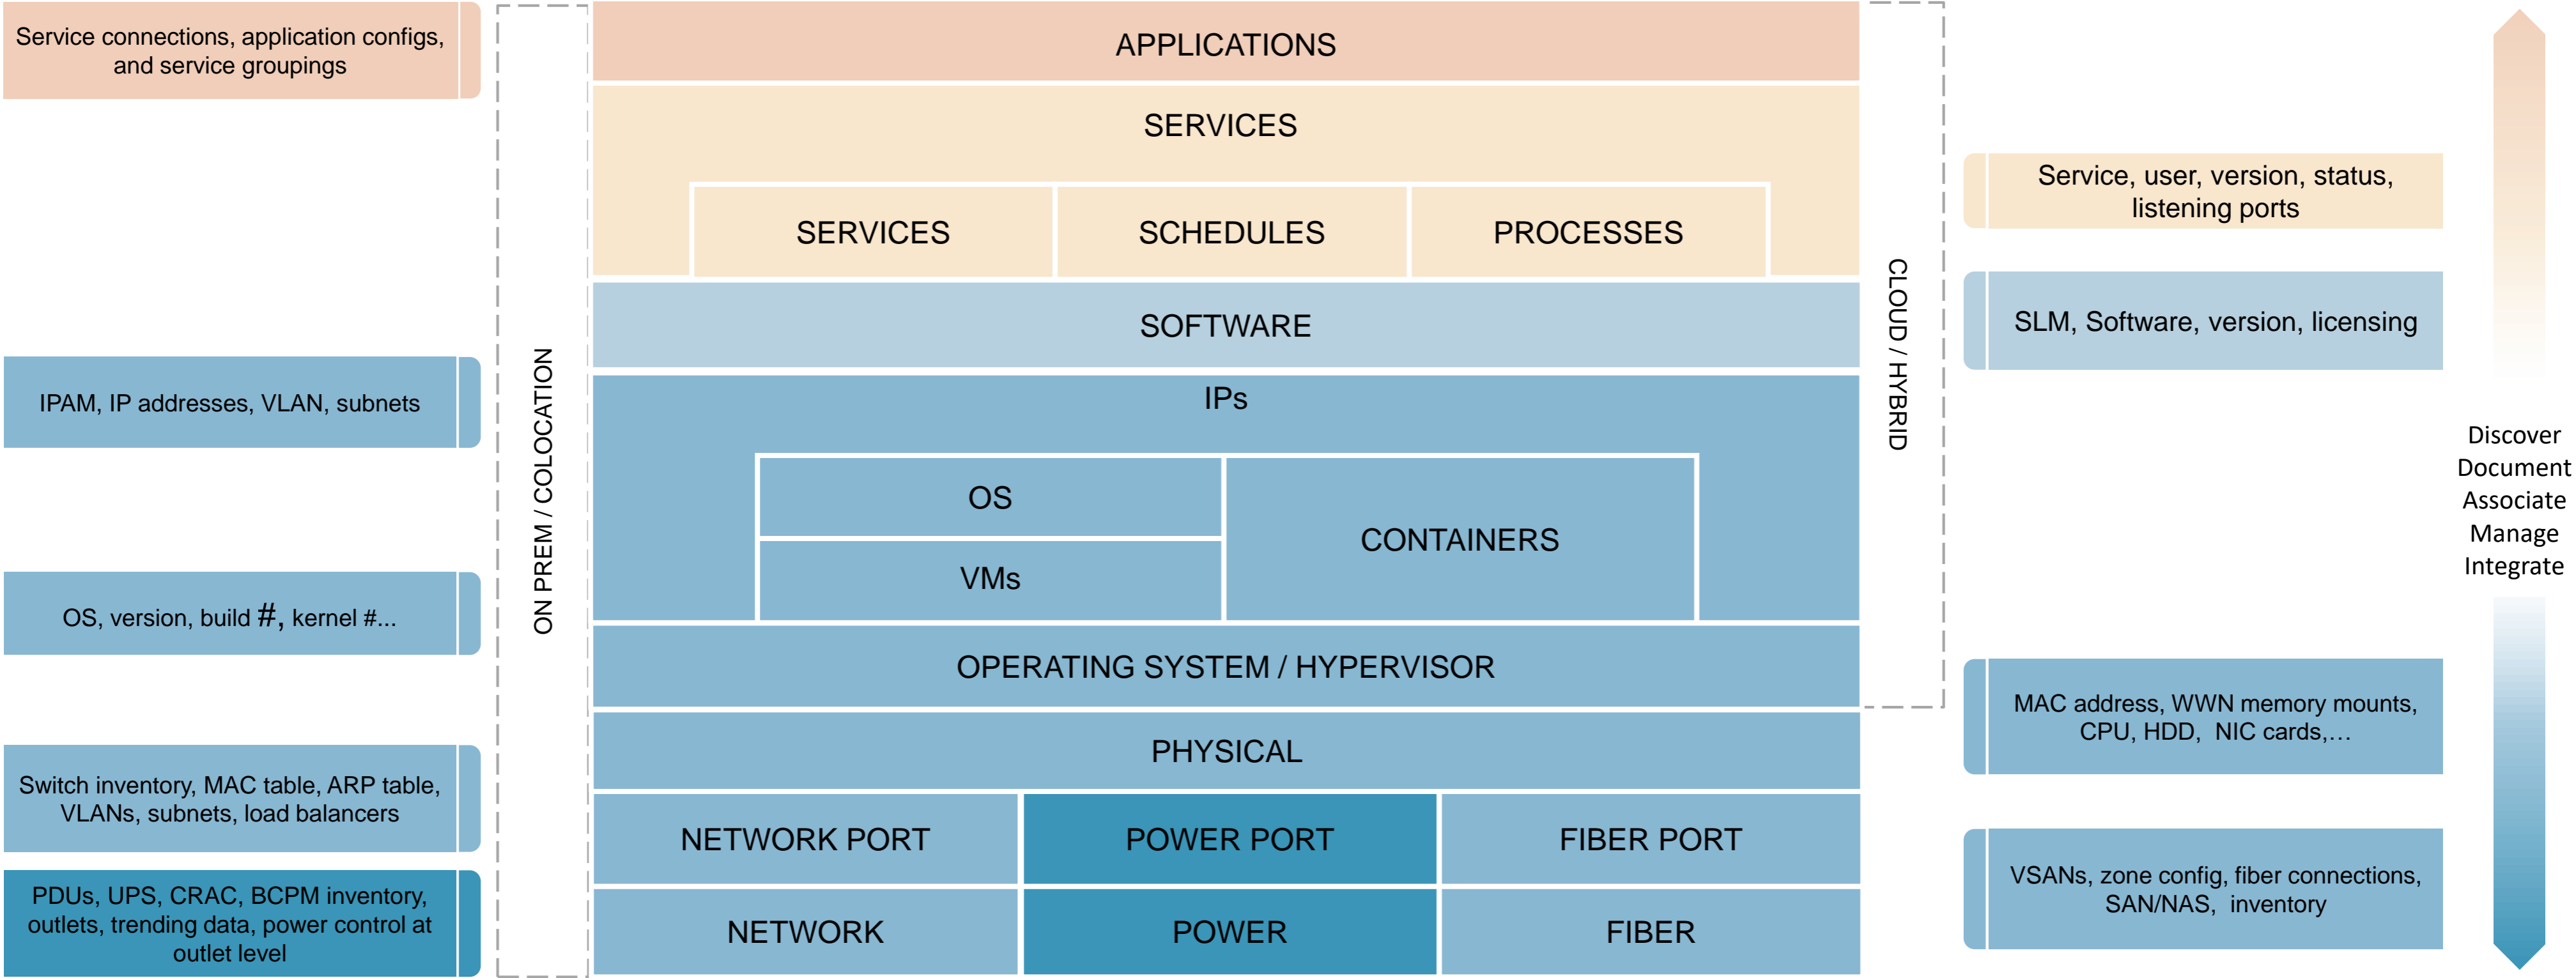 Service connections, application configs,
and service groupings
IPAM, IP addresses, VLAN, subnets
OS, version, build #, kernel #...
Switch inventory, MAC table, ARP table,
VLANs, subnets, load balancers
PDUs, UPS, CRAC, BCPM inventory,
outlets, trending data, power control at
outlet level
ON PREM / COLOCATION
APPLICATIONS
SERVICES
SERVICES
SCHEDULES
PROCESSES
SOFTWARE
IPs
OS
VMs
CONTAINERS
OPERATING SYSTEM / HYPERVISOR
PHYSICAL
NETWORK PORT
POWER PORT
FIBER PORT
NETWORK
POWER
FIBER
CLOUD / HYBRID
Service, user, version, status,
listening ports
SLM, Software, version, licensing
MAC address, WWN memory mounts,
CPU, HDD, NIC cards,…
VSANs, zone config, fiber connections,
SAN/NAS, inventory
Discover
Document
Associate
Manage
Integrate